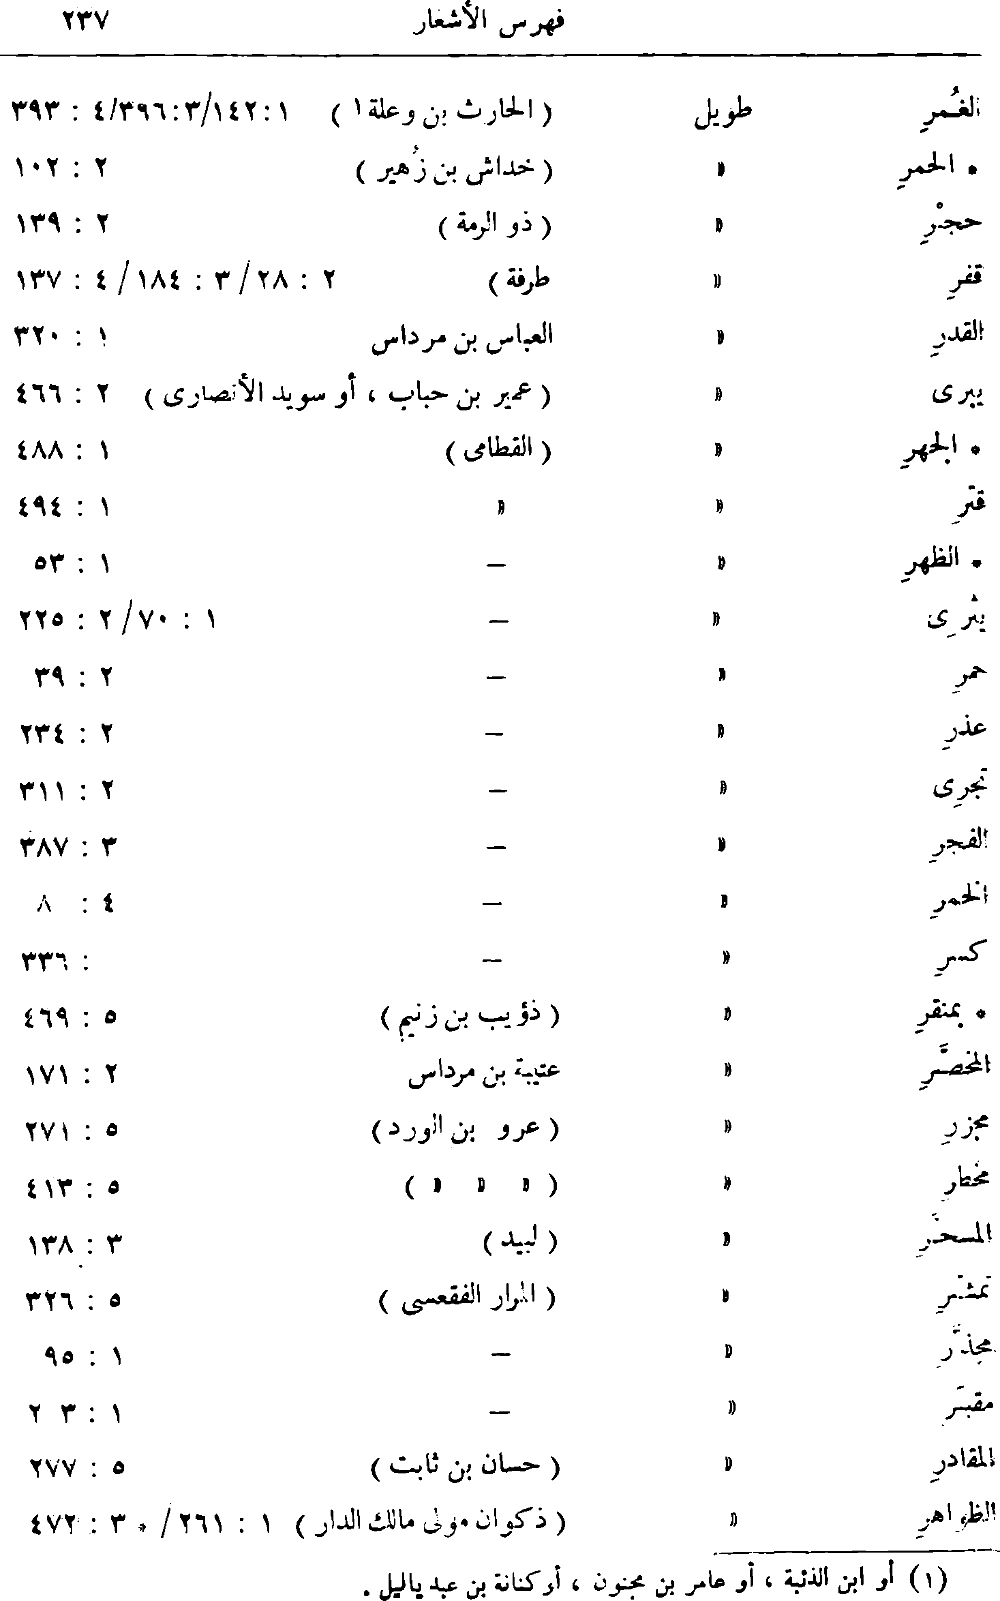 فهرس الأشعار ٢٣٧
الغُمرِ طويل ( الحارث بن وعلة١ ) ١ : ١٤٢/٣ : ٣٩٦/٤ : ٣٩٣
* الحمرِ » ( خداش بن زُهير ) ٢ : ١٠٢
حجْرِ » ( ذو الرمة ) ٢ : ١٣٩
قفرِ » طرفة ) ٢ : ٢٨ / ٣ : ١٨٤ / ٤ : ١٣٧
القدرِ » العباس بن مرداس ١ : ٣٢٠
يبرى » ( عمير بن حباب ، أو سويد الأنصارى ) ٢ : ٤٦٦
* الجهرِ » ( القطامى ) ١ : ٤٨٨
قترِ » » ١ : ٤٩٤
* الظهرِ » — ١ : ٥٣
يثرِى » — ١ : ٧٠ / ٢ : ٢٢٥
حمرِ » — ٢ : ٣٩
عذرِ » — ٢ : ٢٣٤
تجرِى » — ٢ : ٣١١
الفجرِ » — ٣ : ٣٨٧
الخمرِ » — ٤ : ٨
كسرِ » — : ٣٣٦
* بمنقرِ » ( ذؤيب بن زنيم ) ٥ : ٤٦٩
المخصَّرِ » عتيبة بن مرداس ٢ : ١٧١
مجزرِ » ( عرو بن الورد ) ٥ : ٢٧١
مخطرِ » ( » » » ) ٥ : ٤١٣
المسحَّرِ » ( لبيد ) ٣ : ١٣٨
تمشّرِ » ( المرار الفقعسى ) ٥ : ٣٢٦
مجذَّرِ » — ١ : ٩٥
مقبَرِ » — ١ : ٣ ٢
المقادرِ » ( حسان بن ثابت ) ٥ : ٢٧٧
الظواهرِ » ( ذكوان مولى مالك الدار ) ١ : ٢٦١ / * ٣ : ٤٧٢
(١) أو ابن الذئبة ، أو عامر بن مجنون ، أو كنانة بن عبد ياليل .